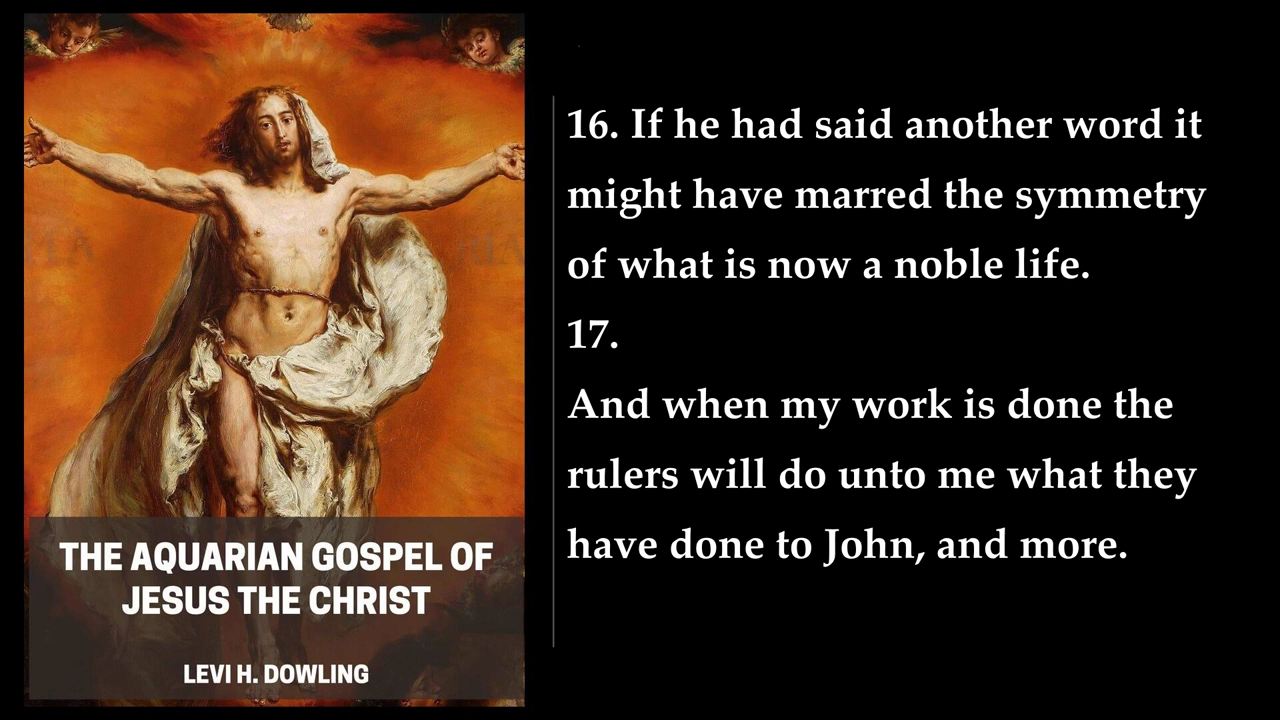 THE AQUARIAN GOSPEL OF
JESUS THE CHRIST
LEVI H. DOWLING
16. If he had said another word it
might have marred the symmetry
of what is now a noble life.
17.
And when my work is done the
rulers will do unto me what they
have done to John, and more.